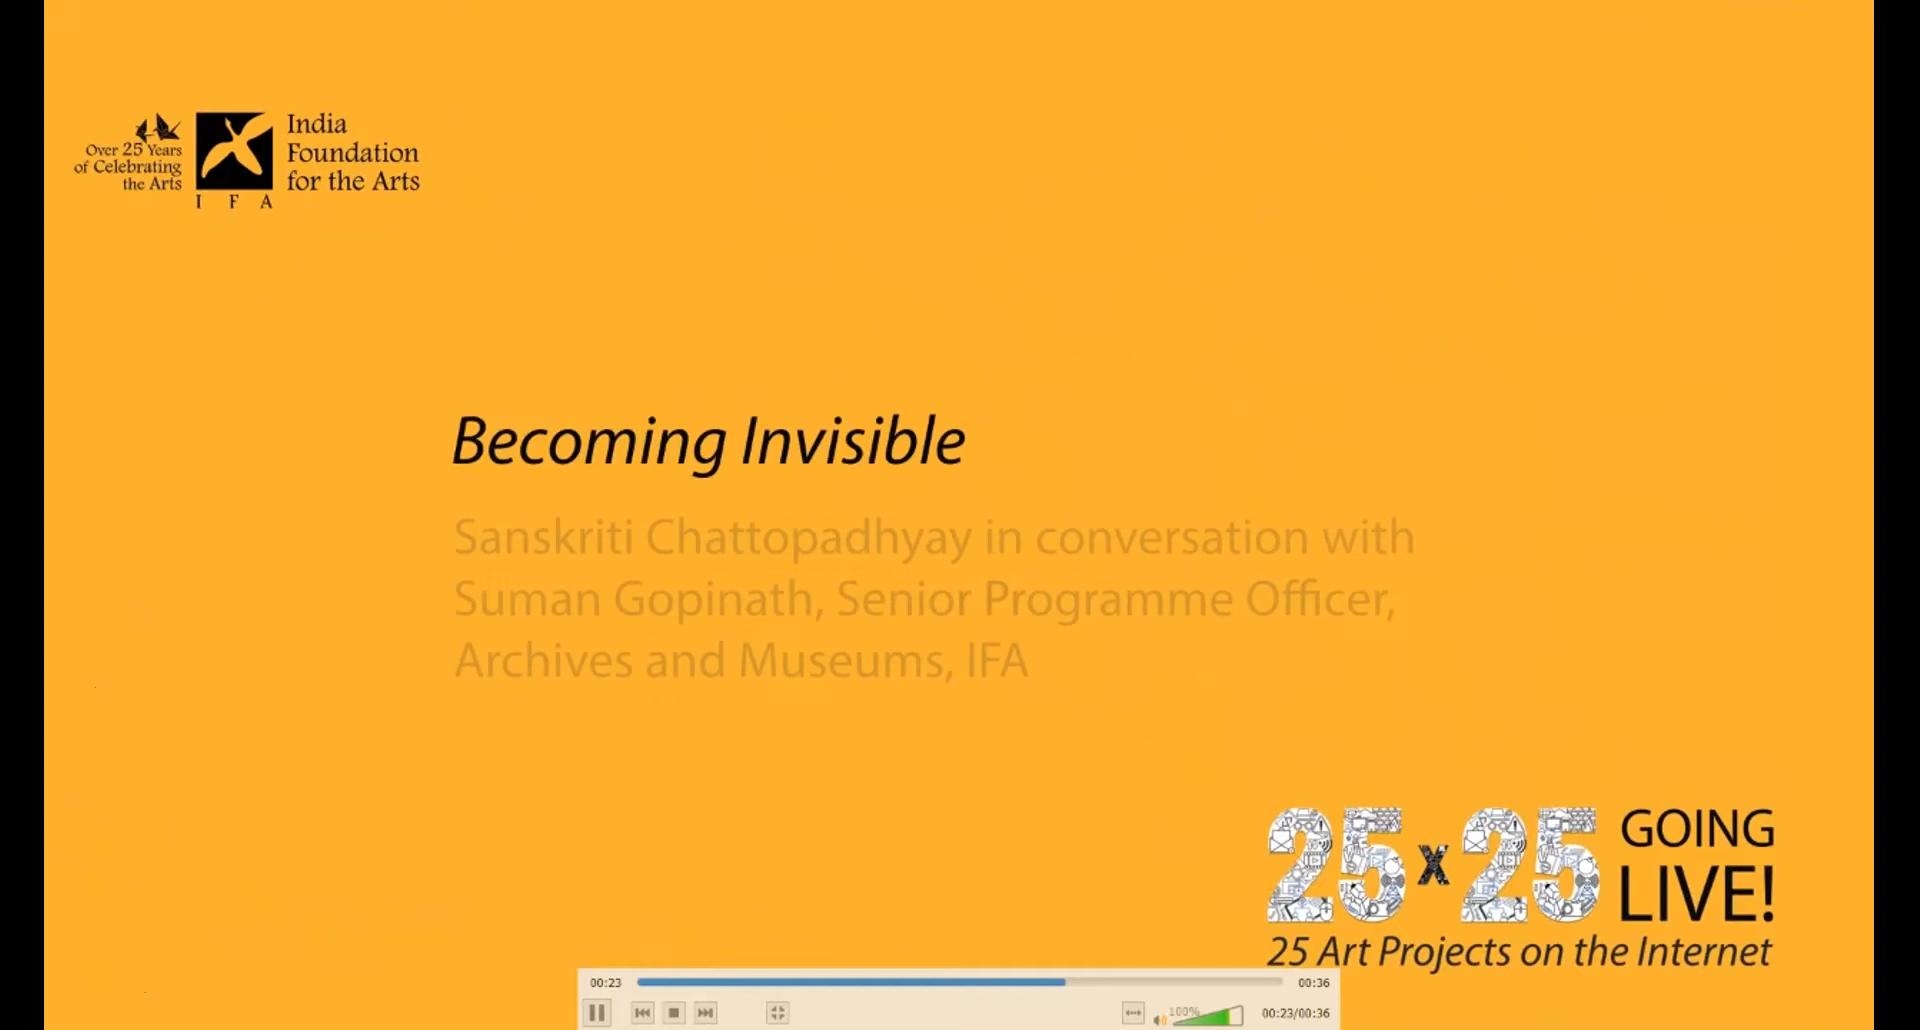 Over 25 Years
of Celebrating
the Arts
I F A
India
Foundation
for the Arts
Becoming Invisible
Sanskriti Chattopadhyay in conversation with
Suman Gopinath, Senior Programme Officer,
Archives and Museums, IFA
25 x 25
GOING
LIVE!
25 Art Projects on the Internet
00:23
00:36
100%
00:23/00:36